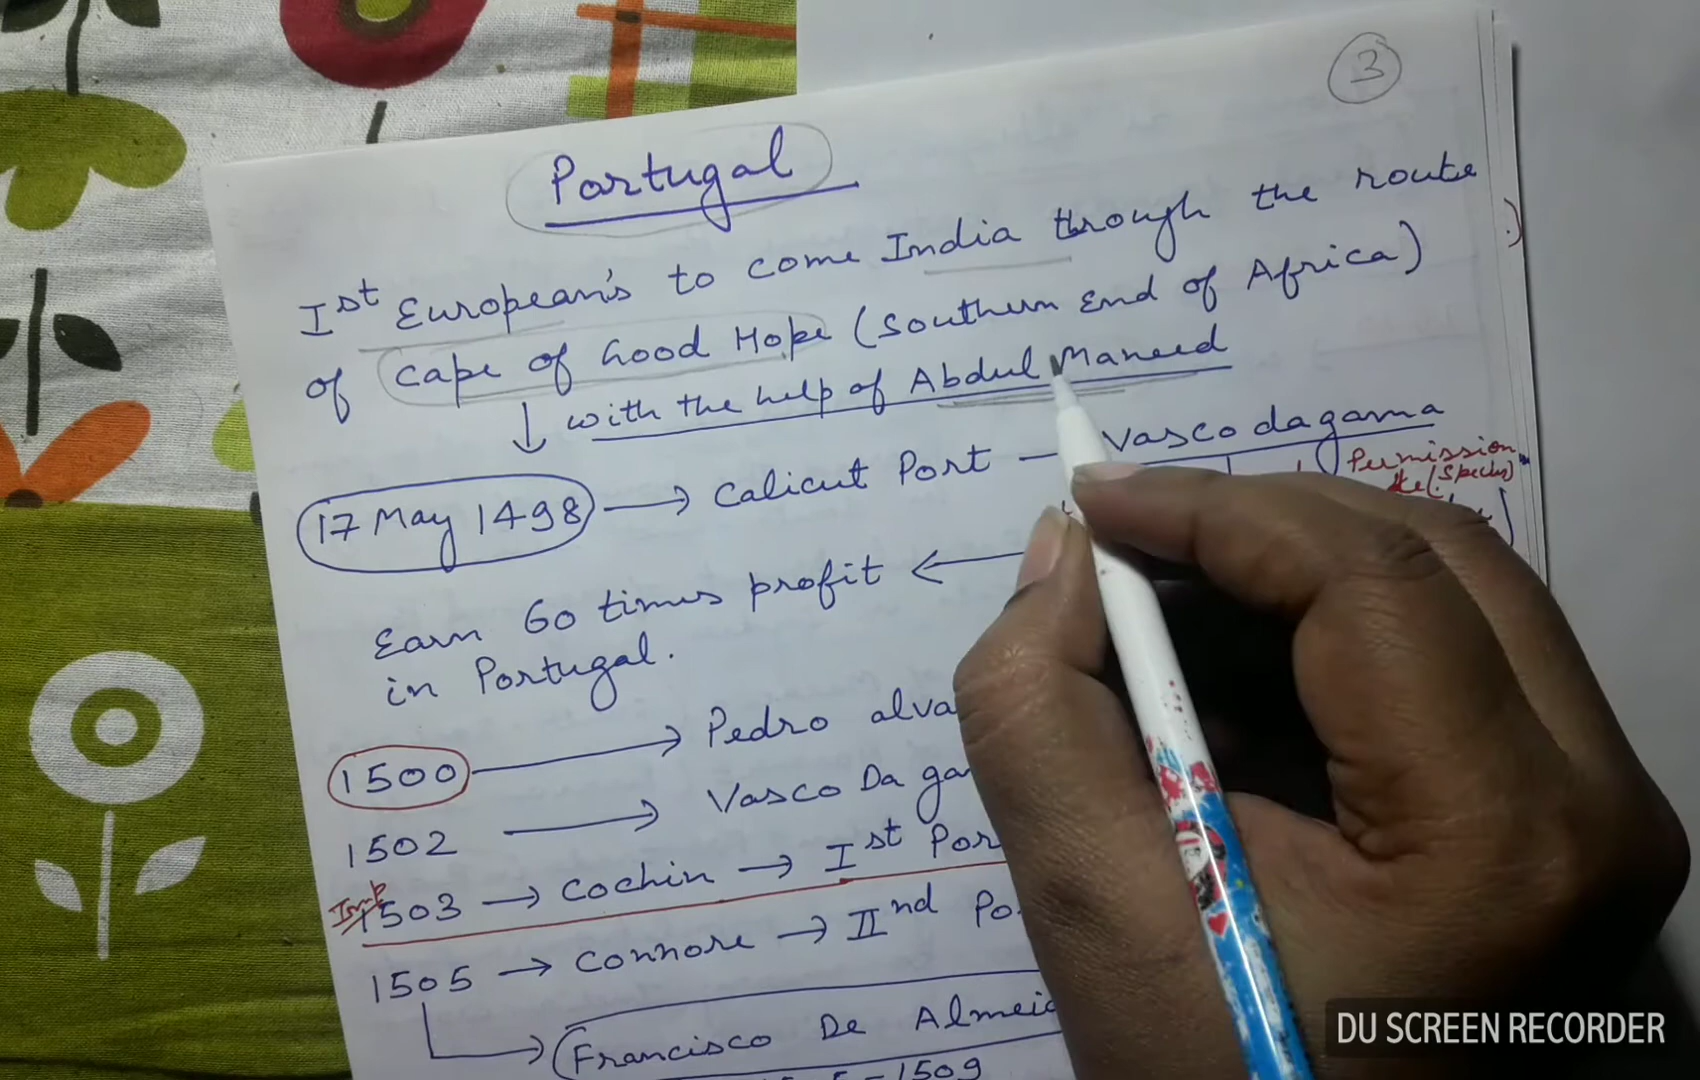 3
Portugal
Ist European's to come India through the route
of Cape of Good Hope (Southern End of Africa)
with the help of Abdul Maneed
17 May 1498 → Calicut Port — Vasco da gama
Permission
(Species)
Earn 60 times profit ←
in Portugal.
1500 → Pedro alva
1502 → Vasco Da ga
Imp 1503 → Cochin → Ist Por
1505 → Connore → IInd Po
Francisco De Almeid
-1509
DU SCREEN RECORDER